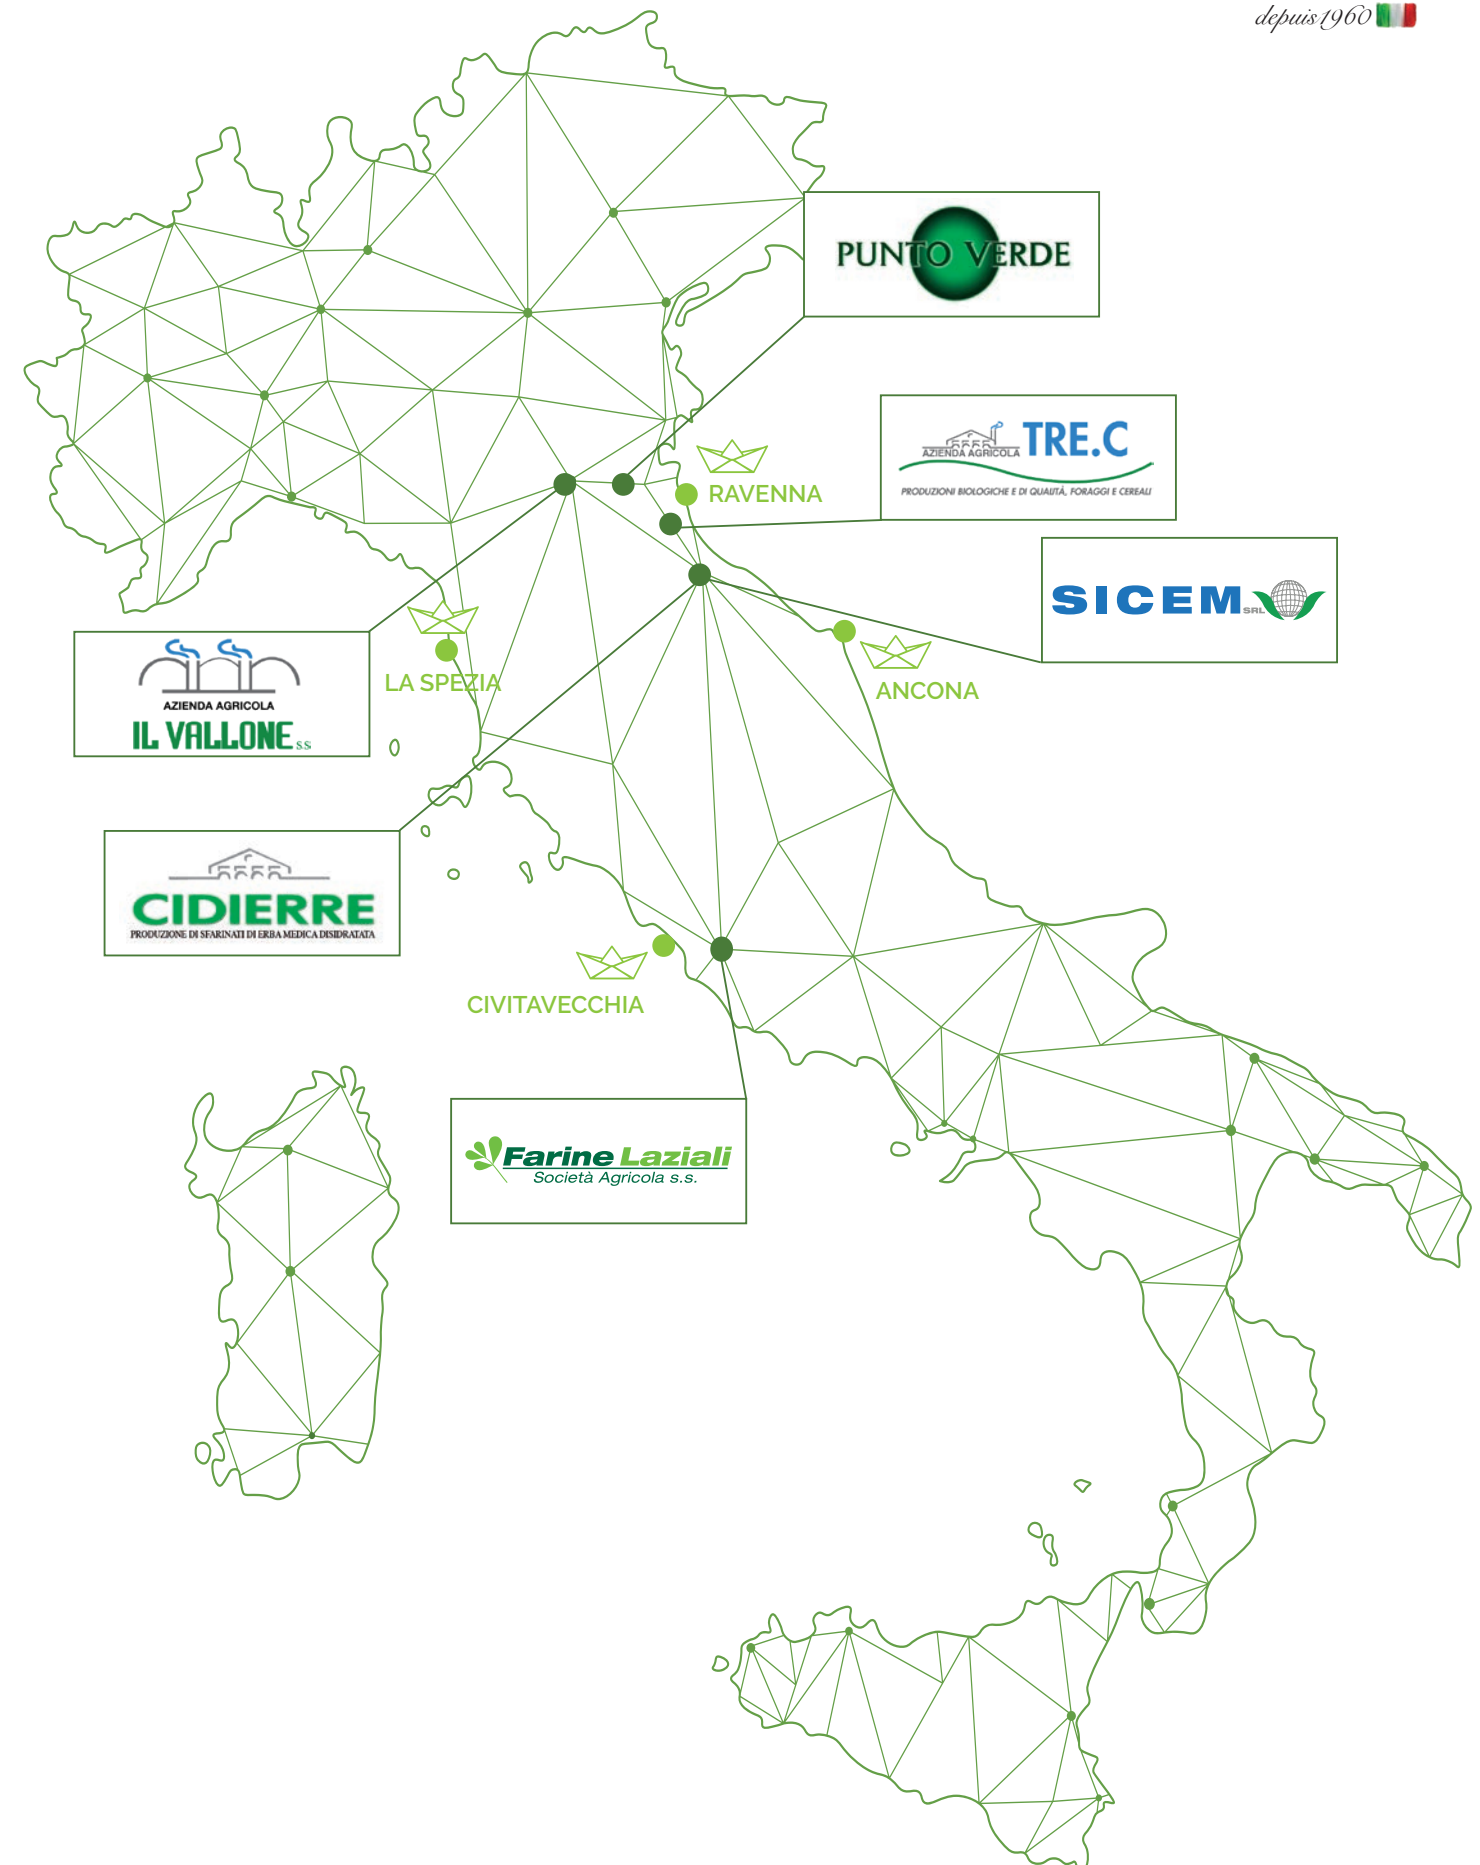 depuis 1960
PUNTO VERDE
AZIENDA AGRICOLA TRE.C
PRODUZIONI BIOLOGICHE E DI QUALITÀ, FORAGGI E CEREALI
RAVENNA
SICEM SRL
LA SPEZIA
ANCONA
AZIENDA AGRICOLA
IL VALLONE S.S
CIDIERRE
PRODUZIONE DI SFARINATI DI ERBA MEDICA DISIDRATATA
CIVITAVECCHIA
Farine Laziali
Società Agricola s.s.